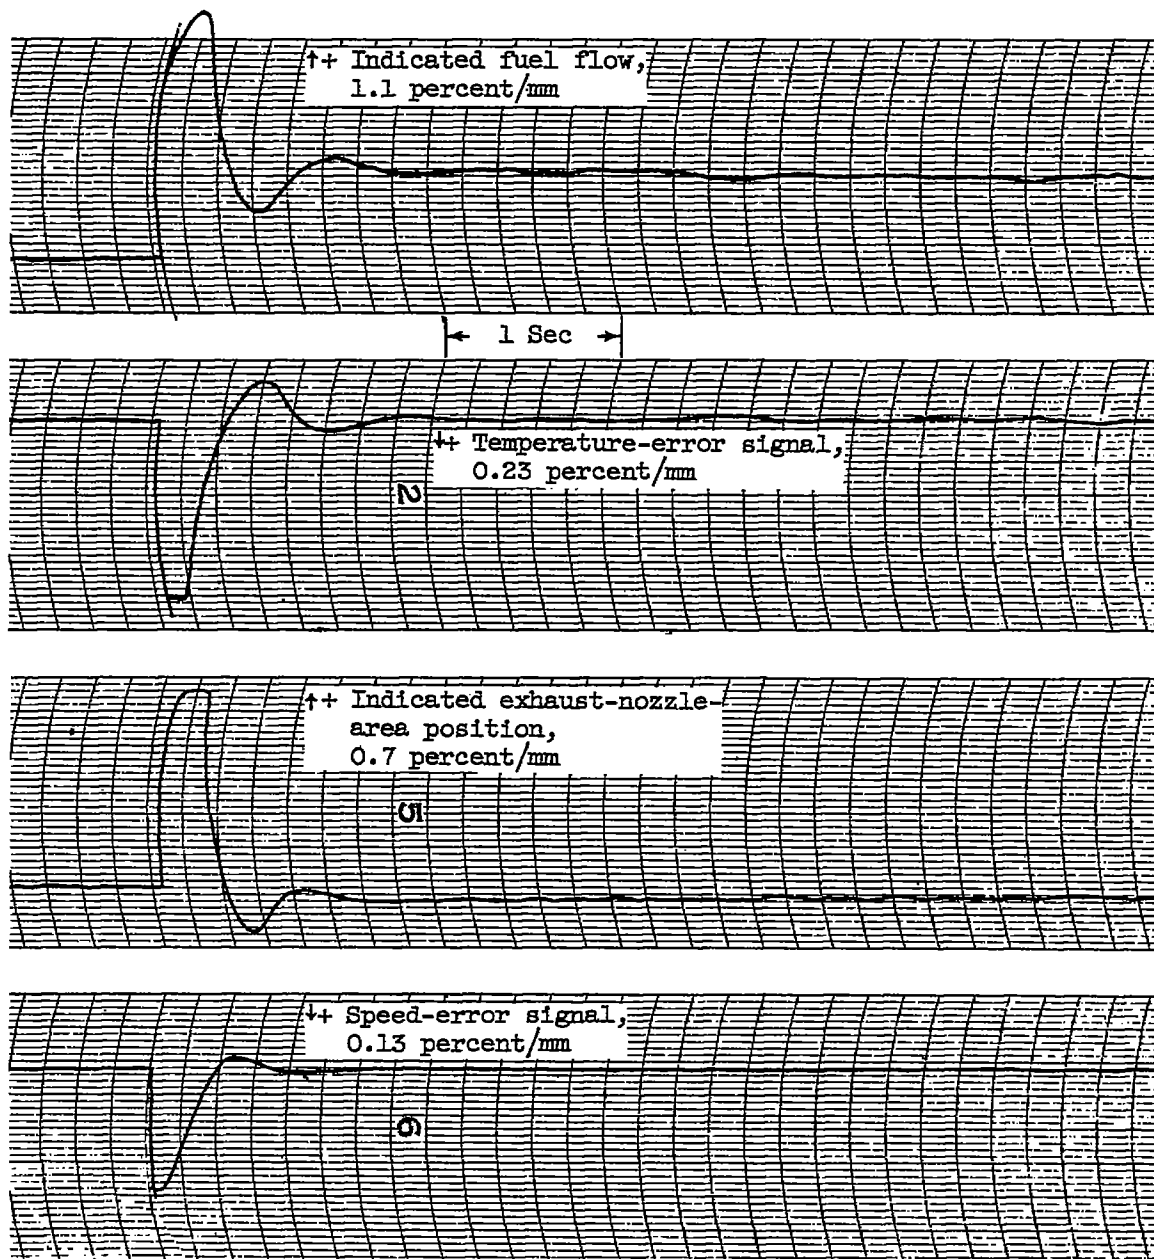 ↑+ Indicated fuel flow,
1.1 percent/mm
← 1 Sec →
↓+ Temperature-error signal,
0.23 percent/mm
2
↑+ Indicated exhaust-nozzle-
area position,
0.7 percent/mm
5
↓+ Speed-error signal,
0.13 percent/mm
6